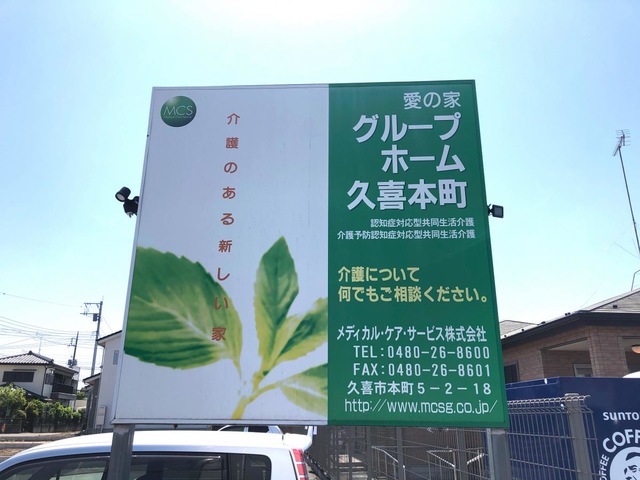 MCS
介護のある新しい家
愛の家
グループ
ホーム
久喜本町
認知症対応型共同生活介護
介護予防認知症対応型共同生活介護
介護について
何でもご相談ください。
メディカル・ケア・サービス株式会社
TEL:0480-26-8600
FAX:0480-26-8601
久喜市本町5-2-18
http://www.mcsg.co.jp/
SUNTO
COFF
COFFEE